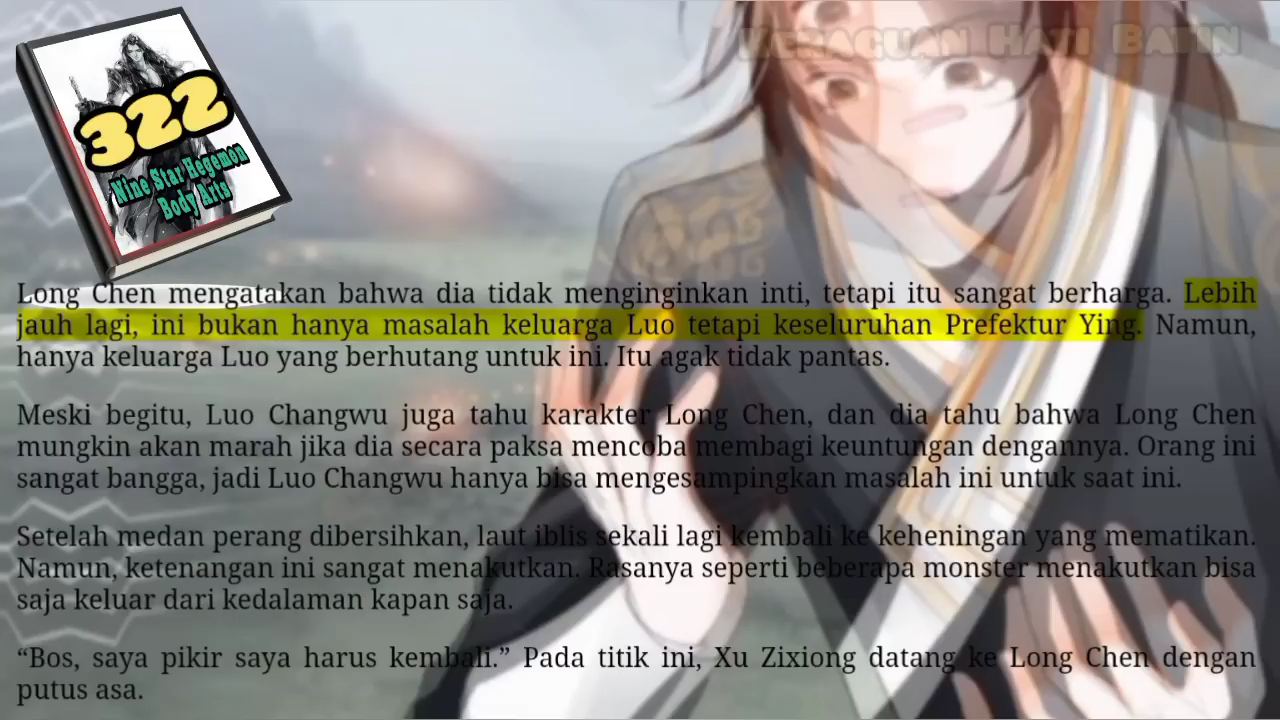 Keracunan Hati Batin
322
Nine Star Hegemon
Body Arts
Long Chen mengatakan bahwa dia tidak menginginkan inti, tetapi itu sangat berharga. Lebih
jauh lagi, ini bukan hanya masalah keluarga Luo tetapi keseluruhan Prefektur Ying. Namun,
hanya keluarga Luo yang berhutang untuk ini. Itu agak tidak pantas.
Meski begitu, Luo Changwu juga tahu karakter Long Chen, dan dia tahu bahwa Long Chen
mungkin akan marah jika dia secara paksa mencoba membagi keuntungan dengannya. Orang ini
sangat bangga, jadi Luo Changwu hanya bisa mengesampingkan masalah ini untuk saat ini.
Setelah medan perang dibersihkan, laut iblis sekali lagi kembali ke keheningan yang mematikan.
Namun, ketenangan ini sangat menakutkan. Rasanya seperti beberapa monster menakutkan bisa
saja keluar dari kedalaman kapan saja.
“Bos, saya pikir saya harus kembali.” Pada titik ini, Xu Zixiong datang ke Long Chen dengan
putus asa.